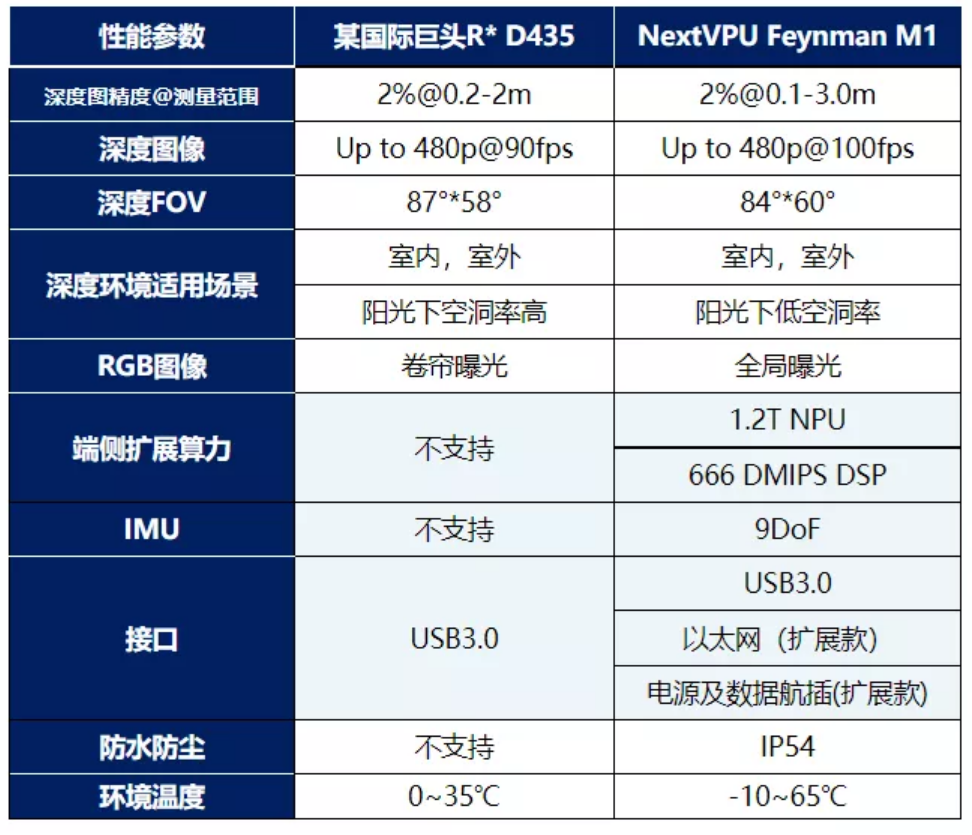 性能参数 某国际巨头R* D435 NextVPU Feynman M1
深度图精度@测量范围 2%@0.2-2m 2%@0.1-3.0m
深度图像 Up to 480p@90fps Up to 480p@100fps
深度FOV 87°*58° 84°*60°
深度环境适用场景 室内，室外 室内，室外
阳光下空洞率高 阳光下低空洞率
RGB图像 卷帘曝光 全局曝光
端侧扩展算力 不支持 1.2T NPU
666 DMIPS DSP
IMU 不支持 9DoF
接口 USB3.0 USB3.0
以太网（扩展款）
电源及数据航插(扩展款)
防水防尘 不支持 IP54
环境温度 0~35℃ -10~65℃